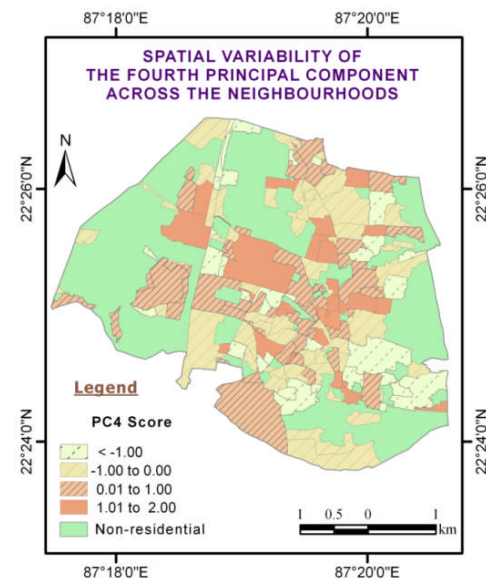 87°18'0"E 87°20'0"E
SPATIAL VARIABILITY OF
THE FOURTH PRINCIPAL COMPONENT
ACROSS THE NEIGHBOURHOODS
N
22°26'0"N 22°26'0"N
Legend
PC4 Score
< -1.00
-1.00 to 0.00
0.01 to 1.00
1.01 to 2.00
Non-residential
22°24'0"N 22°24'0"N
1 0.5 0 1
km
87°18'0"E 87°20'0"E